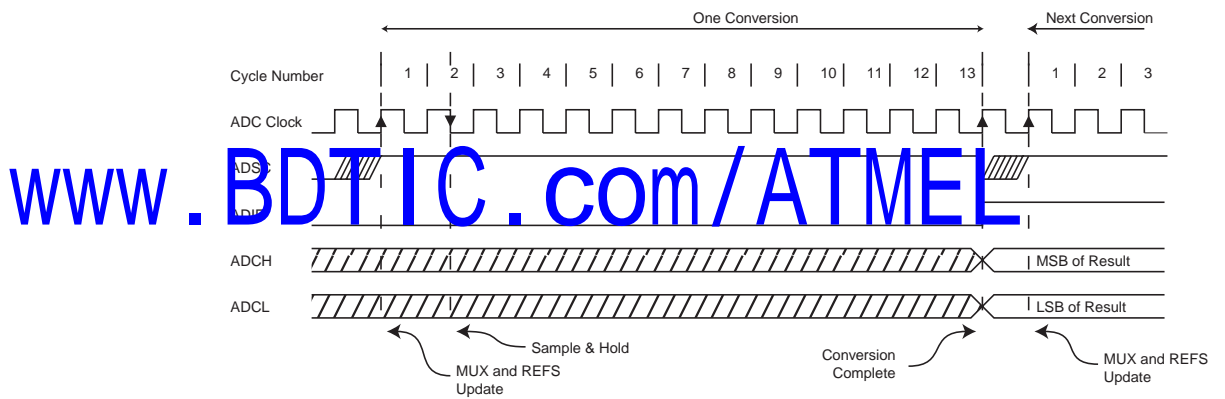 One Conversion
Next Conversion
Cycle Number 1 2 3 4 5 6 7 8 9 10 11 12 13 1 2 3
ADC Clock
ADSC
www.BDTIC.com/ATMEL
ADIF
ADCH
MSB of Result
ADCL
LSB of Result
Sample & Hold
MUX and REFS
Update
Conversion
Complete
MUX and REFS
Update